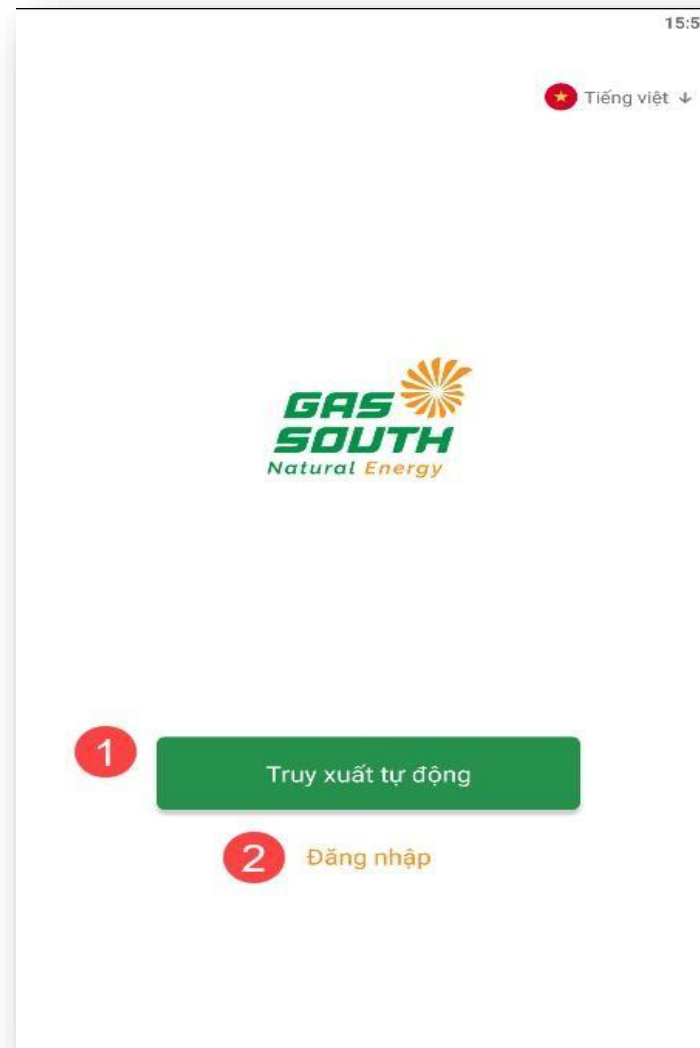 15:5
Tiếng việt ↓
GAS
SOUTH
Natural Energy
1
Truy xuất tự động
2
Đăng nhập